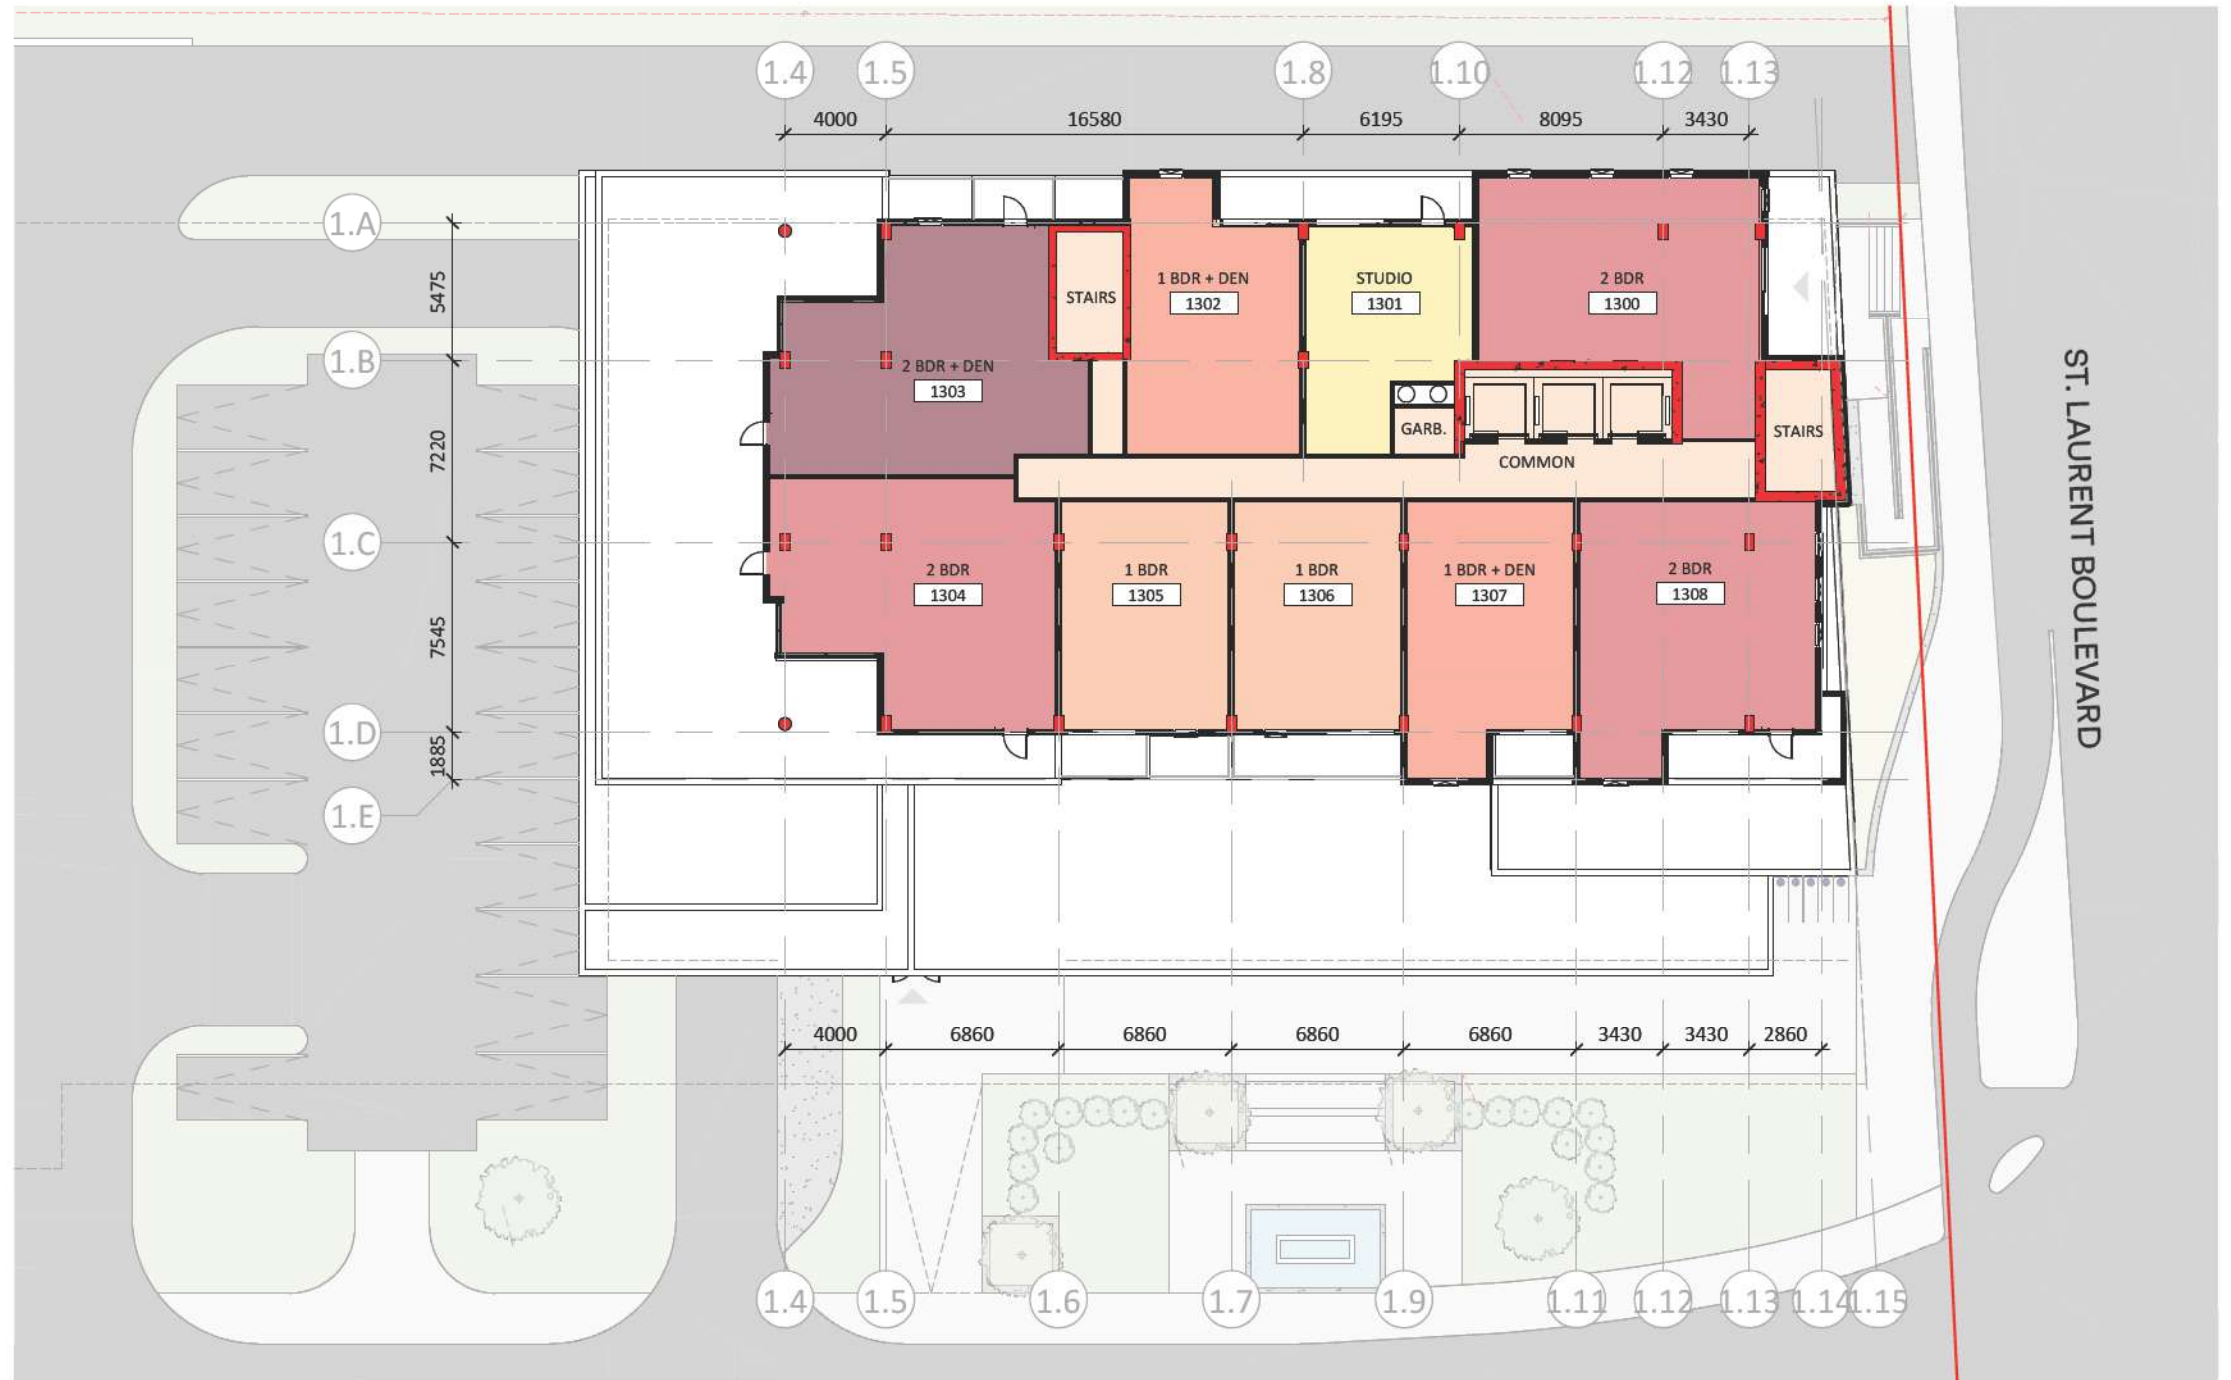 1.4 1.5 1.8 1.10 1.12 1.13
4000 16580 6195 8095 3430
1.A
5475
1.B
7220
1.C
7545
1.D
1885
1.E
STAIRS
1 BDR + DEN
1302
STUDIO
1301
2 BDR
1300
2 BDR + DEN
1303
GARB.
STAIRS
COMMON
2 BDR
1304
1 BDR
1305
1 BDR
1306
1 BDR + DEN
1307
2 BDR
1308
ST. LAURENT BOULEVARD
4000 6860 6860 6860 6860 3430 3430 2860
1.4 1.5 1.6 1.7 1.9 1.11 1.12 1.13 1.14 1.15